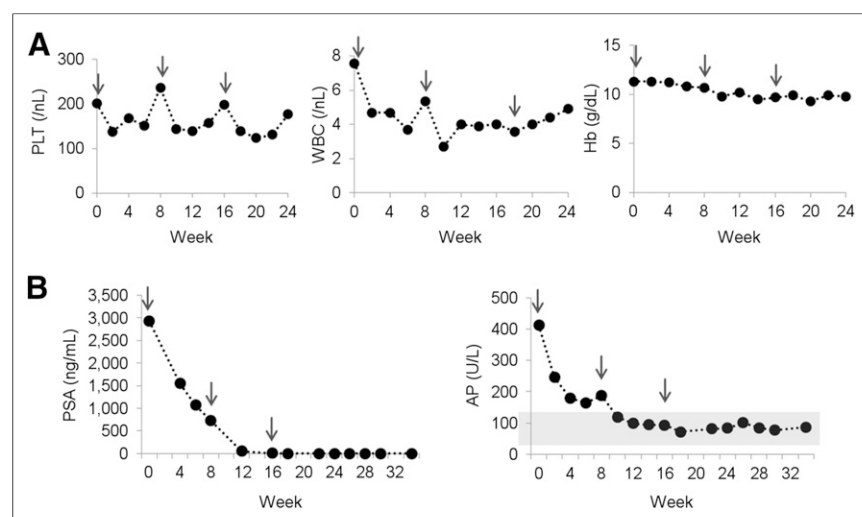 A
PLT (/nL)
300
200
100
0
0 4 8 12 16 20 24
Week
WBC (/nL)
8
6
4
2
0
0 4 8 12 16 20 24
Week
Hb (g/dL)
15
10
5
0
0 4 8 12 16 20 24
Week
B
PSA (ng/mL)
3,500
3,000
2,500
2,000
1,500
1,000
500
0
0 4 8 12 16 20 24 28 32
Week
AP (U/L)
500
400
300
200
100
0
0 4 8 12 16 20 24 28 32
Week